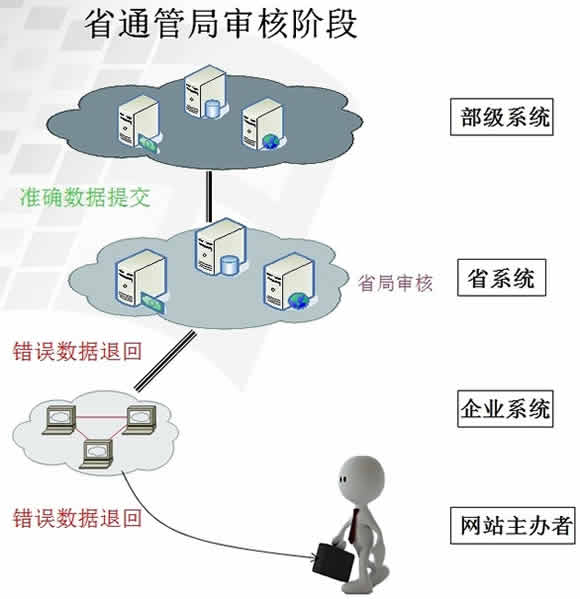 省通管局审核阶段
部级系统
准确数据提交
省局审核
省系统
错误数据退回
企业系统
错误数据退回
网站主办者